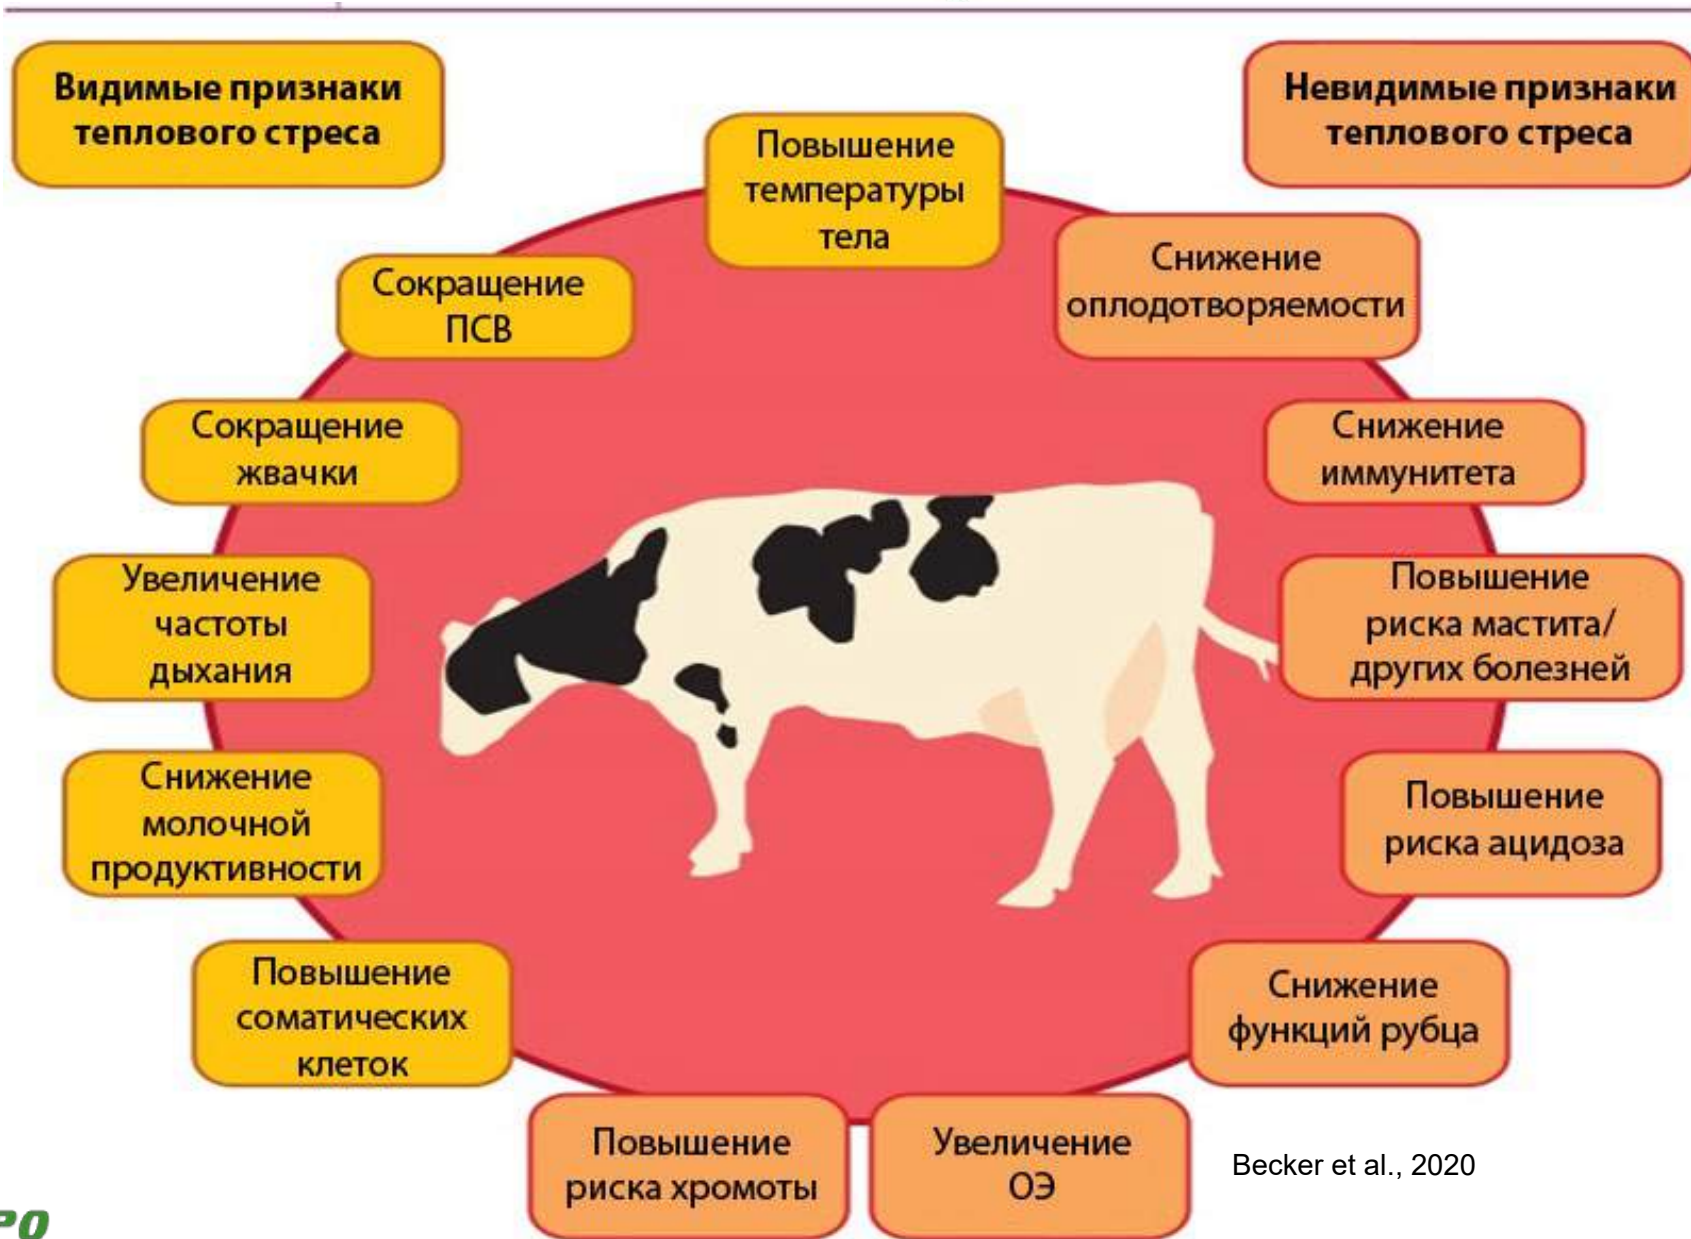 Видимые признаки
теплового стреса
Невидимые признаки
теплового стреса
Повышение
температуры
тела
Снижение
оплодотворяемости
Сокращение
ПСВ
Снижение
иммунитета
Сокращение
жвачки
Повышение
риска мастита/
других болезней
Увеличение
частоты
дыхания
Повышение
риска ацидоза
Снижение
молочной
продуктивности
Снижение
функций рубца
Повышение
соматических
клеток
Повышение
риска хромоты
Увеличение
ОЭ
Becker et al., 2020